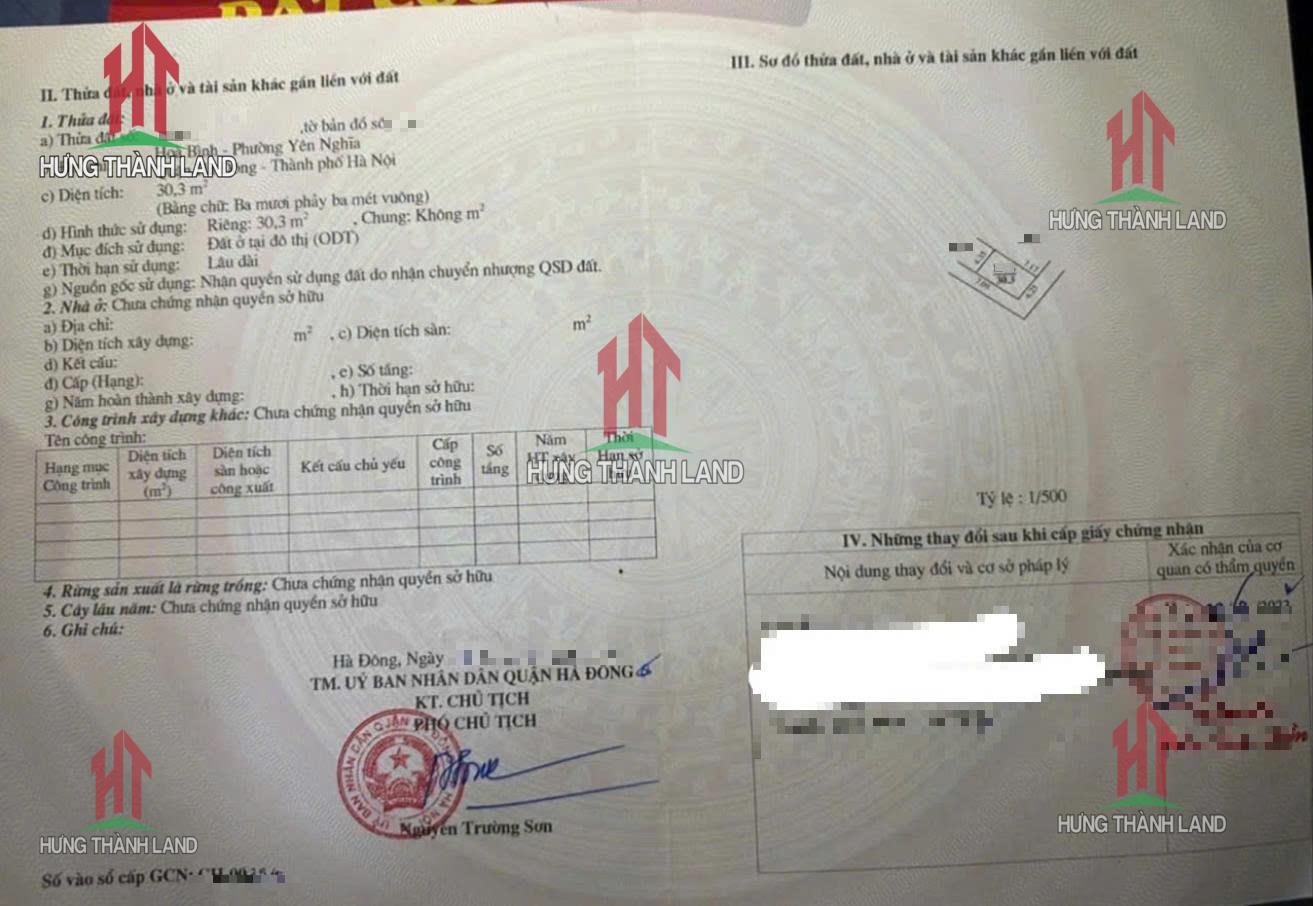 II. Thửa đất, nhà ở và tài sản khác gắn liền với đất
1. Thửa đất:
a) Thửa đất số: ,tờ bản đồ số
Hoà Bình - Phường Yên Nghĩa
Đông - Thành phố Hà Nội
c) Diện tích: 30,3 m²
(Bằng chữ: Ba mươi phảy ba mét vuông)
d) Hình thức sử dụng: Riêng: 30,3 m² , Chung: Không m²
đ) Mục đích sử dụng: Đất ở tại đô thị (ODT)
e) Thời hạn sử dụng: Lâu dài
g) Nguồn gốc sử dụng: Nhận quyền sử dụng đất do nhận chuyển nhượng QSD đất.
2. Nhà ở: Chưa chứng nhận quyền sở hữu
a) Địa chỉ:
b) Diện tích xây dựng: m² , c) Diện tích sàn: m²
d) Kết cấu: , e) Số tầng:
đ) Cấp (Hạng): , h) Thời hạn sở hữu:
g) Năm hoàn thành xây dựng:
3. Công trình xây dựng khác: Chưa chứng nhận quyền sở hữu
Tên công trình:
Hạng mục Công trình
Diện tích xây dựng (m²)
Diện tích sàn hoặc công xuất
Kết cấu chủ yếu
Cấp công trình
Số tầng
Năm HT xây
Thời Hạn sở
4. Rừng sản xuất là rừng trồng: Chưa chứng nhận quyền sở hữu
5. Cây lâu năm: Chưa chứng nhận quyền sở hữu
6. Ghi chú:
Hà Đông, Ngày
TM. UỶ BAN NHÂN DÂN QUẬN HÀ ĐÔNG
KT. CHỦ TỊCH
PHÓ CHỦ TỊCH
Nguyễn Trường Sơn
Số vào sổ cấp GCN:
III. Sơ đồ thửa đất, nhà ở và tài sản khác gắn liền với đất
30.3
Tỷ lệ : 1/500
IV. Những thay đổi sau khi cấp giấy chứng nhận
Nội dung thay đổi và cơ sở pháp lý
Xác nhận của cơ quan có thẩm quyền
HƯNG THÀNH LAND
HƯNG THÀNH LAND
HƯNG THÀNH LAND
HƯNG THÀNH LAND
HƯNG THÀNH LAND